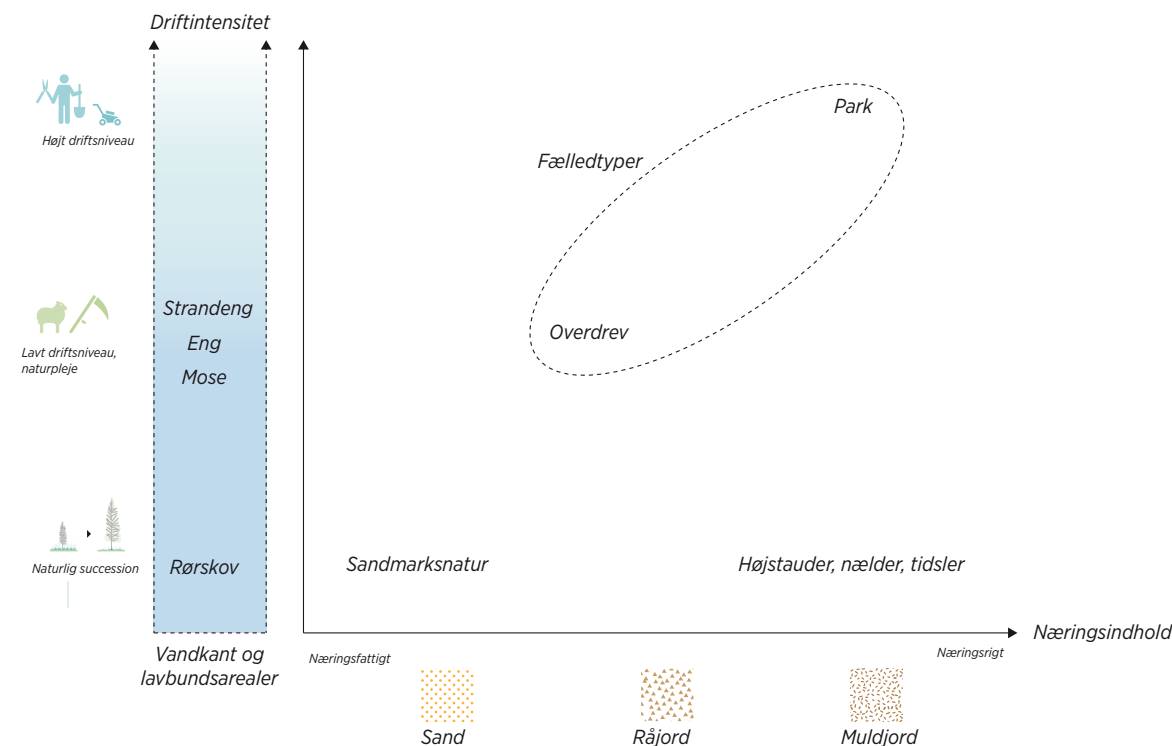 Driftintensitet
Højt driftsniveau
Park
Fælledtyper
Strandeng
Eng
Mose
Lavt driftsniveau,
naturpleje
Overdrev
Naturlig succession
Rørskov
Sandmarksnatur
Højstauder, nælder, tidsler
Næringsindhold
Vandkant og
lavbundsarealer
Næringsfattigt
Næringsrigt
Sand
Råjord
Muldjord